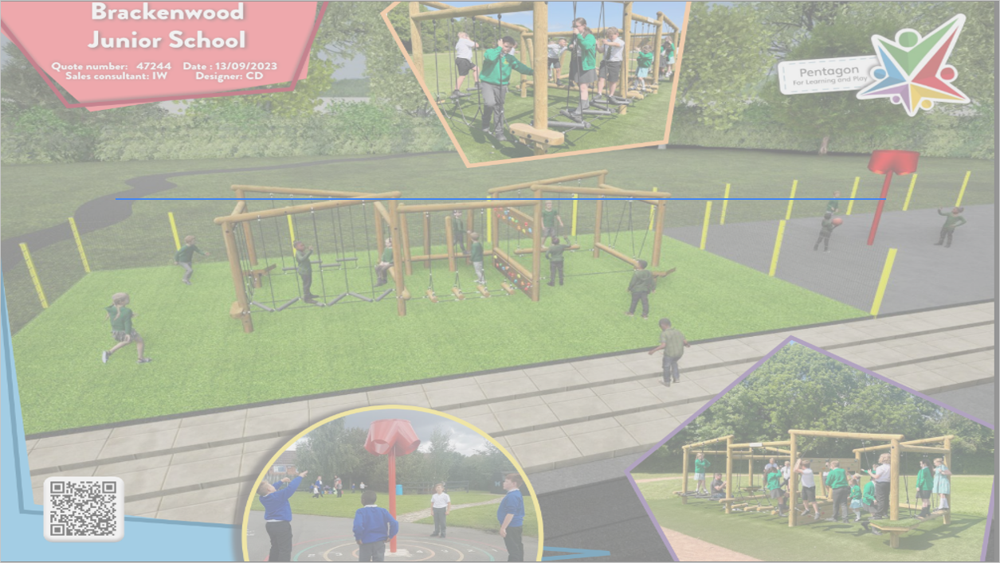 Brackenwood
Junior School
Quote number: 47244 Date : 13/09/2023
Sales consultant: IW Designer: CD
Pentagon
For Learning and Play